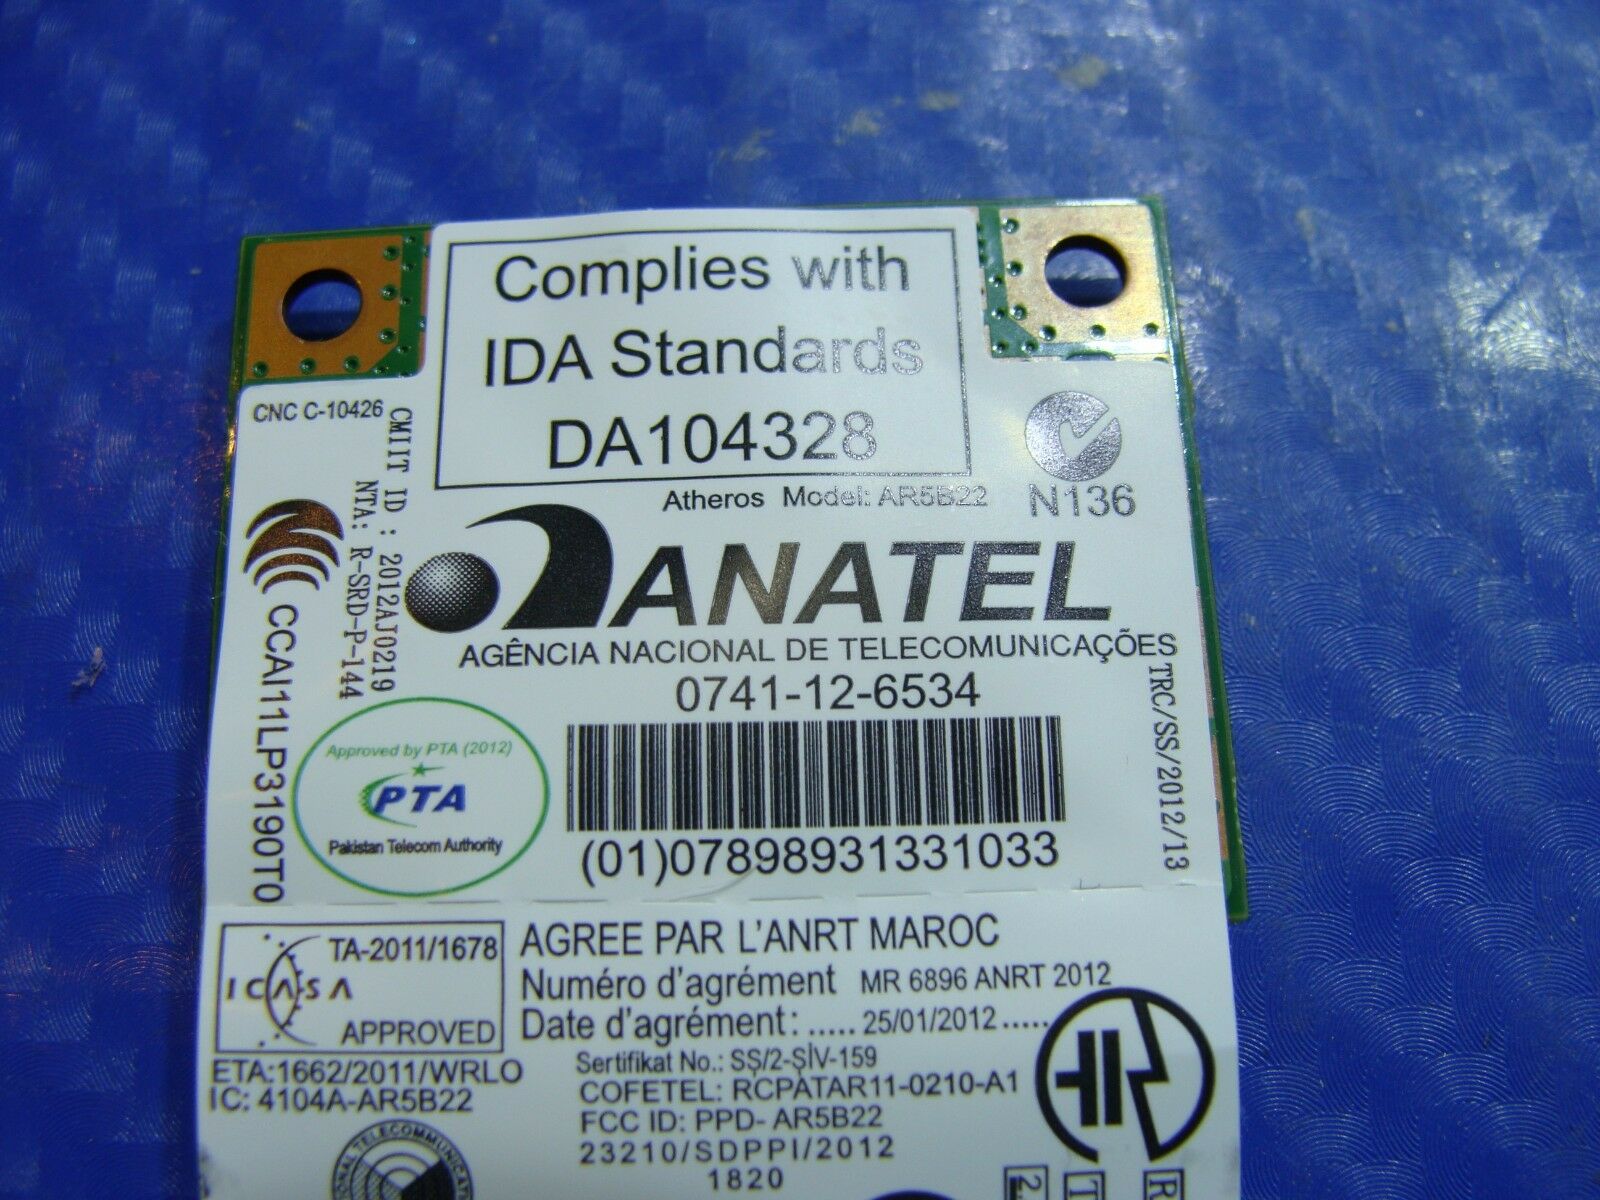 Complies with
IDA Standards
DA104328
CNC C-10426
CMIIT ID : 2012AJ0219
NTA: R-SRD-P-144
Atheros Model: AR5B22
N136
ANATEL
AGÊNCIA NACIONAL DE TELECOMUNICAÇÕES
0741-12-6534
TRC/SS/2012/13
CCAI11LP3190T0
Approved by PTA (2012)
PTA
Pakistan Telecom Authority
(01)07898931331033
TA-2011/1678
ICASA
APPROVED
AGREE PAR L'ANRT MAROC
Numéro d'agrément MR 6896 ANRT 2012
Date d'agrément: ..... 25/01/2012 .....
ETA:1662/2011/WRLO
IC: 4104A-AR5B22
Sertifikat No.: SŞ/2-ŞİV-159
COFETEL: RCPATAR11-0210-A1
FCC ID: PPD- AR5B22
23210/SDPPI/2012
1820
TELECOMMUNIC
2.
T
R